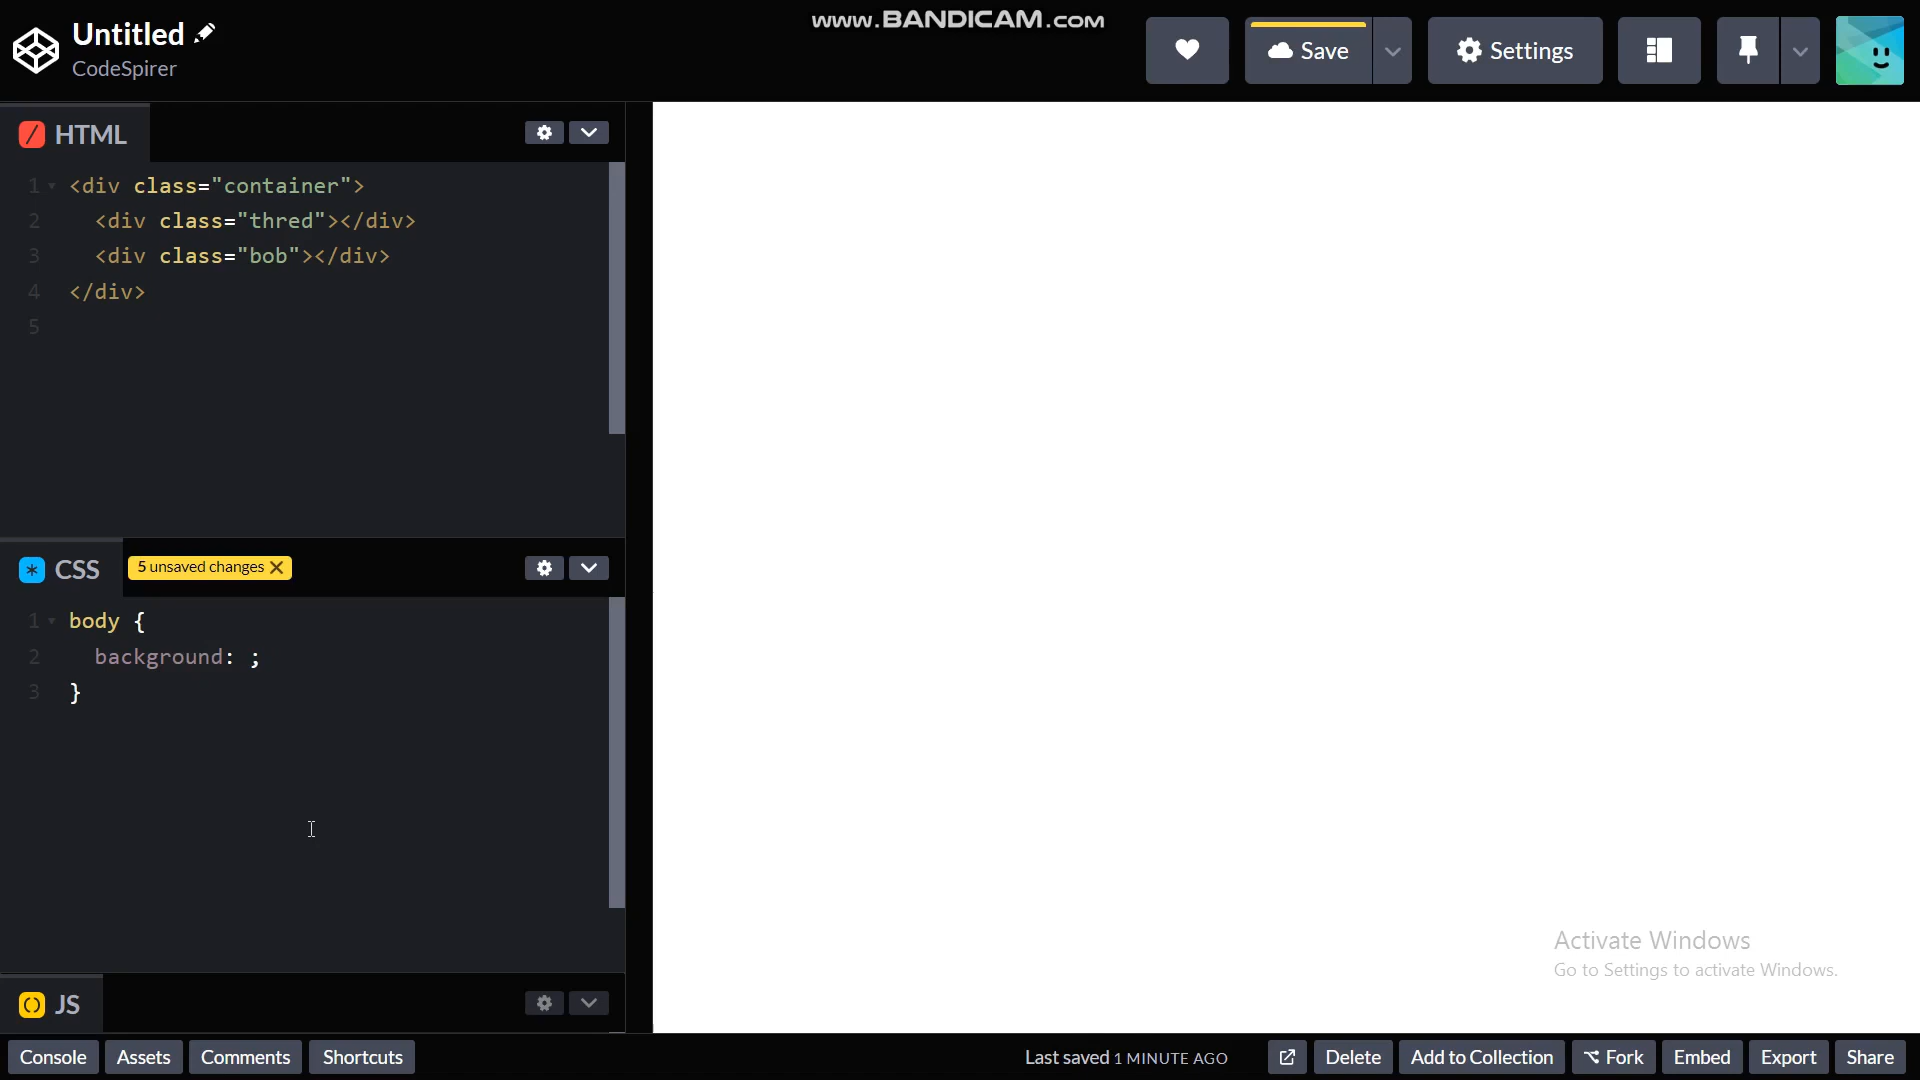 www.BANDICAM.com
Untitled
CodeSpirer
Save
Settings
HTML
1 <div class="container">
2 <div class="thred"></div>
3 <div class="bob"></div>
4 </div>
5
CSS
5 unsaved changes
1 body {
2 background: ;
3 }
Activate Windows
Go to Settings to activate Windows.
JS
Console Assets Comments Shortcuts Last saved 1 MINUTE AGO Delete Add to Collection Fork Embed Export Share